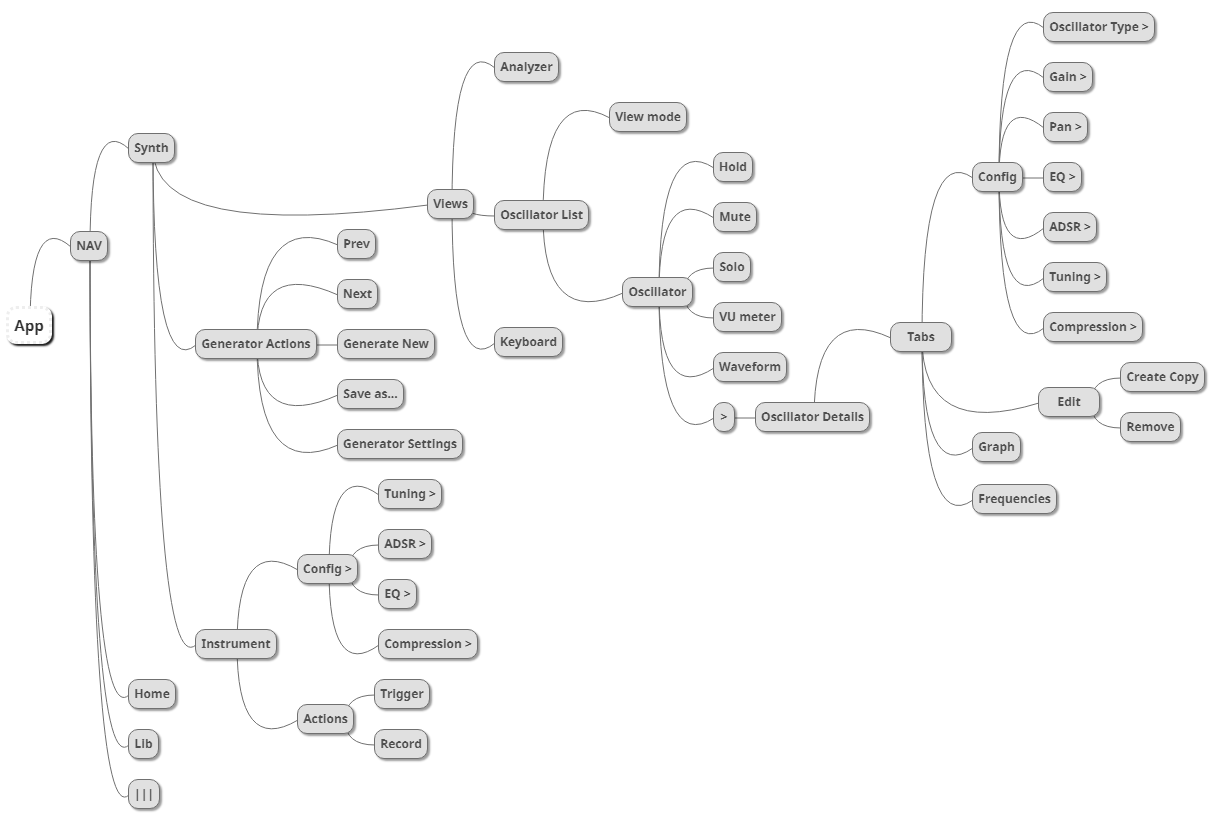 App
NAV
Synth
Views
Analyzer
Oscillator List
View mode
Oscillator
Hold
Mute
Solo
VU meter
Waveform
>
Oscillator Details
Tabs
Config
Oscillator Type >
Gain >
Pan >
EQ >
ADSR >
Tuning >
Compression >
Edit
Create Copy
Remove
Graph
Frequencies
Keyboard
Generator Actions
Prev
Next
Generate New
Save as...
Generator Settings
Instrument
Config >
Tuning >
ADSR >
EQ >
Compression >
Actions
Trigger
Record
Home
Lib
|||